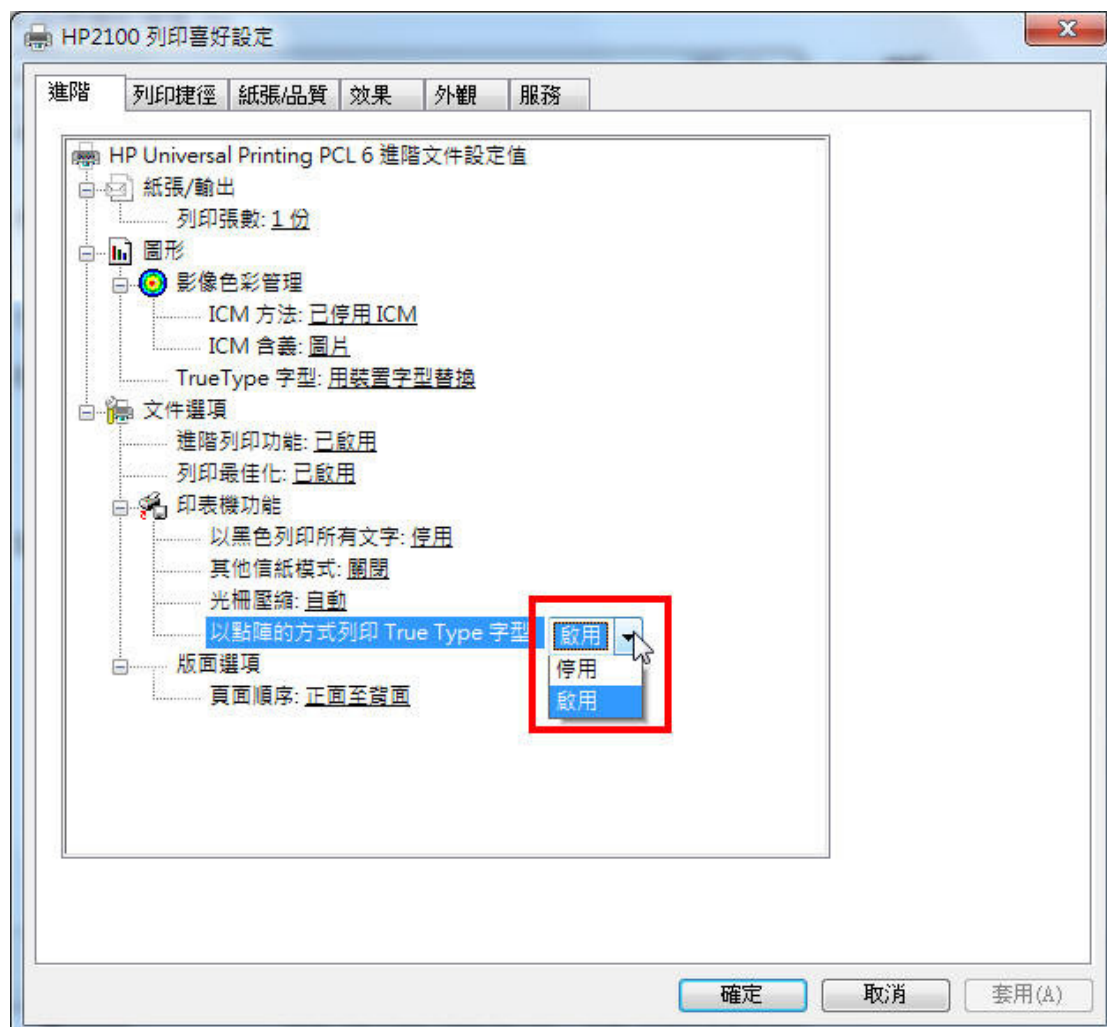 HP2100 列印喜好設定
進階 列印捷徑 紙張/品質 效果 外觀 服務
HP Universal Printing PCL 6 進階文件設定值
紙張/輸出
列印張數: 1 份
圖形
影像色彩管理
ICM 方法: 已停用 ICM
ICM 含義: 圖片
TrueType 字型: 用裝置字型替換
文件選項
進階列印功能: 已啟用
列印最佳化: 已啟用
印表機功能
以黑色列印所有文字: 停用
其他信紙模式: 關閉
光柵壓縮: 自動
以點陣的方式列印 True Type 字型 啟用
停用
啟用
版面選項
頁面順序: 正面至背面
確定 取消 套用(A)